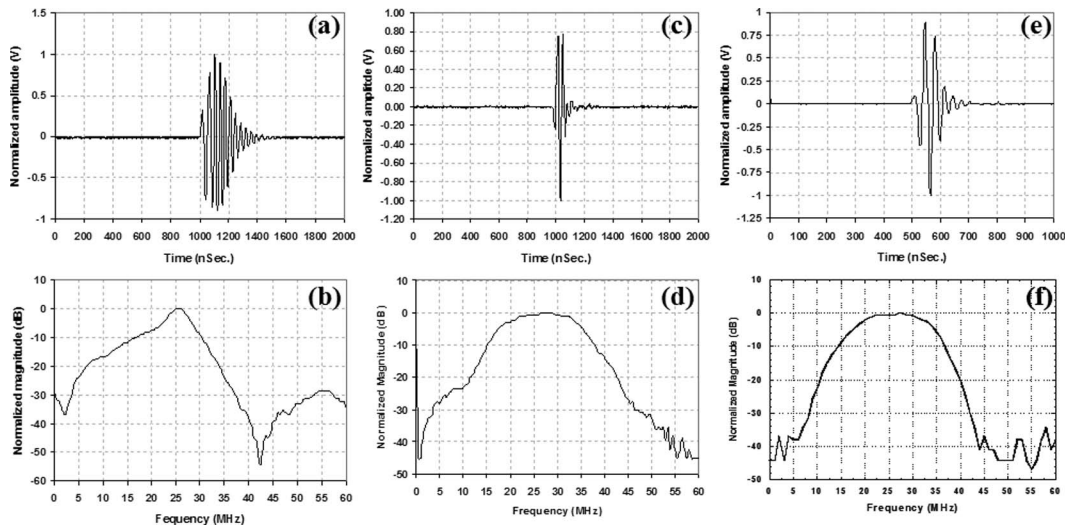 (a)
Normalized amplitude (V)
1.5
1
0.5
0
-0.5
-1
0 200 400 600 800 1000 1200 1400 1600 1800 2000
Time (nSec.)
(c)
Normalized amplitde (V)
1.00
0.80
0.60
0.40
0.20
0.00
-0.20
-0.40
-0.60
-0.80
-1.00
-1.20
0 200 400 600 800 1000 1200 1400 1600 1800 2000
Time (nSec.)
(e)
Normalized amplitude (V)
1
0.75
0.5
0.25
0
-0.25
-0.5
-0.75
-1
-1.25
0 100 200 300 400 500 600 700 800 900 1000
Time (nSec.)
(b)
Normalized magnitude (dB)
10
0
-10
-20
-30
-40
-50
-60
0 5 10 15 20 25 30 35 40 45 50 55 60
Fequency (MHz)
(d)
Normalized Magnitude (dB)
10
0
-10
-20
-30
-40
-50
0 5 10 15 20 25 30 35 40 45 50 55 60
Frequency (MHz)
(f)
Normalized Magnitude (dB)
10
0
-10
-20
-30
-40
-50
0 5 10 15 20 25 30 35 40 45 50 55 60
Frequency (MHz)